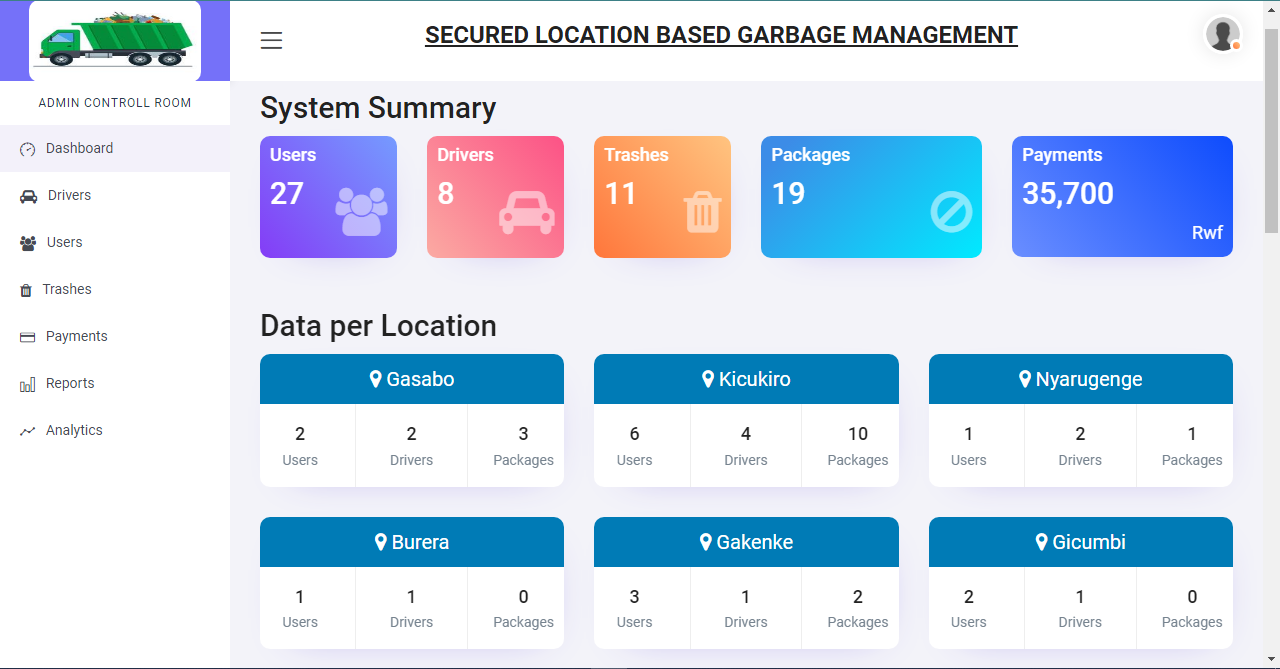 SECURED LOCATION BASED GARBAGE MANAGEMENT
ADMIN CONTROLL ROOM
Dashboard
Drivers
Users
Trashes
Payments
Reports
Analytics
System Summary
Users
27
Drivers
8
Trashes
11
Packages
19
Payments
35,700
Rwf
Data per Location
Gasabo
2 2 3
Users Drivers Packages
Kicukiro
6 4 10
Users Drivers Packages
Nyarugenge
1 2 1
Users Drivers Packages
Burera
1 1 0
Users Drivers Packages
Gakenke
3 1 2
Users Drivers Packages
Gicumbi
2 1 0
Users Drivers Packages